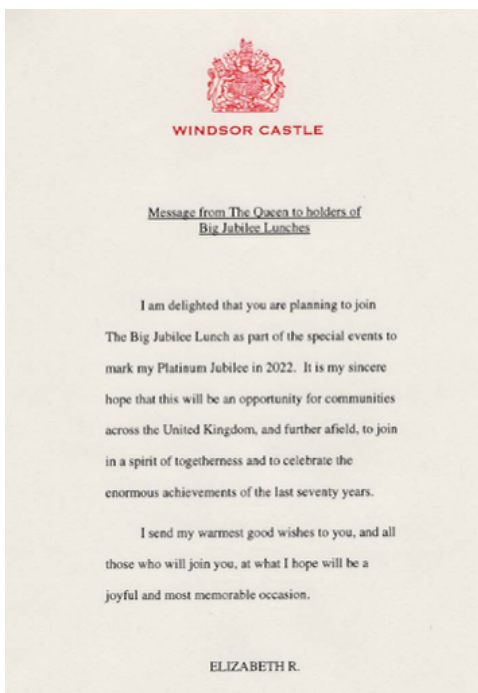 WINDSOR CASTLE
Message from The Queen to holders of
Big Jubilee Lunches
I am delighted that you are planning to join
The Big Jubilee Lunch as part of the special events to
mark my Platinum Jubilee in 2022. It is my sincere
hope that this will be an opportunity for communities
across the United Kingdom, and further afield, to join
in a spirit of togetherness and to celebrate the
enormous achievements of the last seventy years.
I send my warmest good wishes to you, and all
those who will join you, at what I hope will be a
joyful and most memorable occasion.
ELIZABETH R.